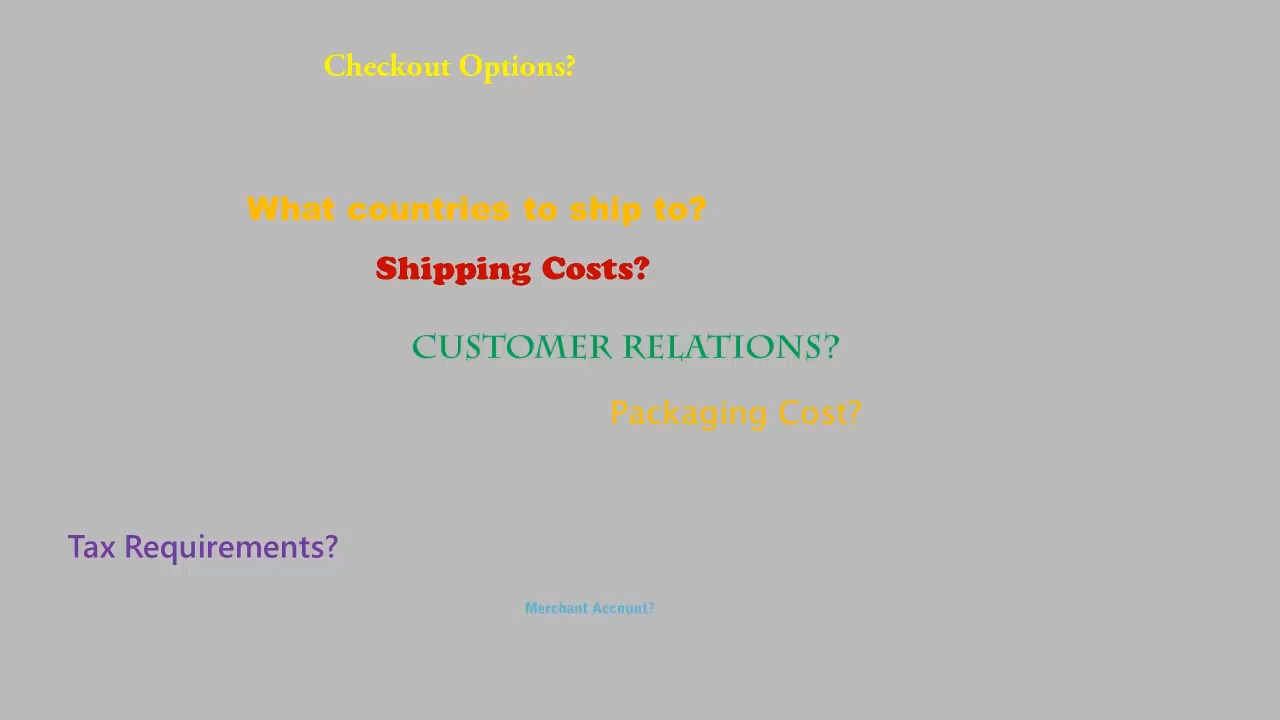 Checkout Options?
What countries to ship to?
Shipping Costs?
CUSTOMER RELATIONS?
Packaging Cost?
Tax Requirements?
Merchant Account?